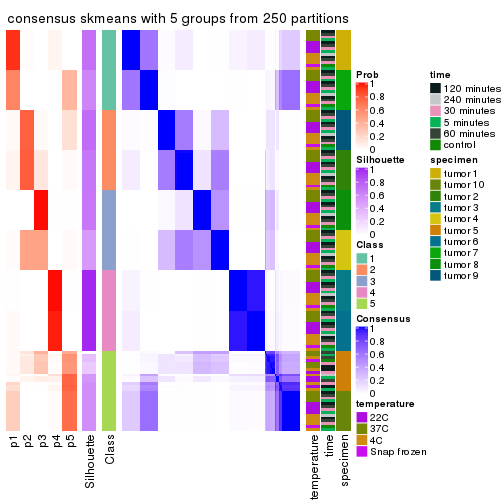 consensus skmeans with 5 groups from 250 partitions
p1
p2
p3
p4
p5
Silhouette
Class
temperature
time
specimen
Prob
1
0.8
0.6
0.4
0.2
0
Silhouette
1
0.8
0.6
0.4
0.2
0
Class
1
2
3
4
5
Consensus
1
0.8
0.6
0.4
0.2
0
temperature
22C
37C
4C
Snap frozen
time
120 minutes
240 minutes
30 minutes
5 minutes
60 minutes
control
specimen
tumor 1
tumor 10
tumor 2
tumor 3
tumor 4
tumor 5
tumor 6
tumor 7
tumor 8
tumor 9